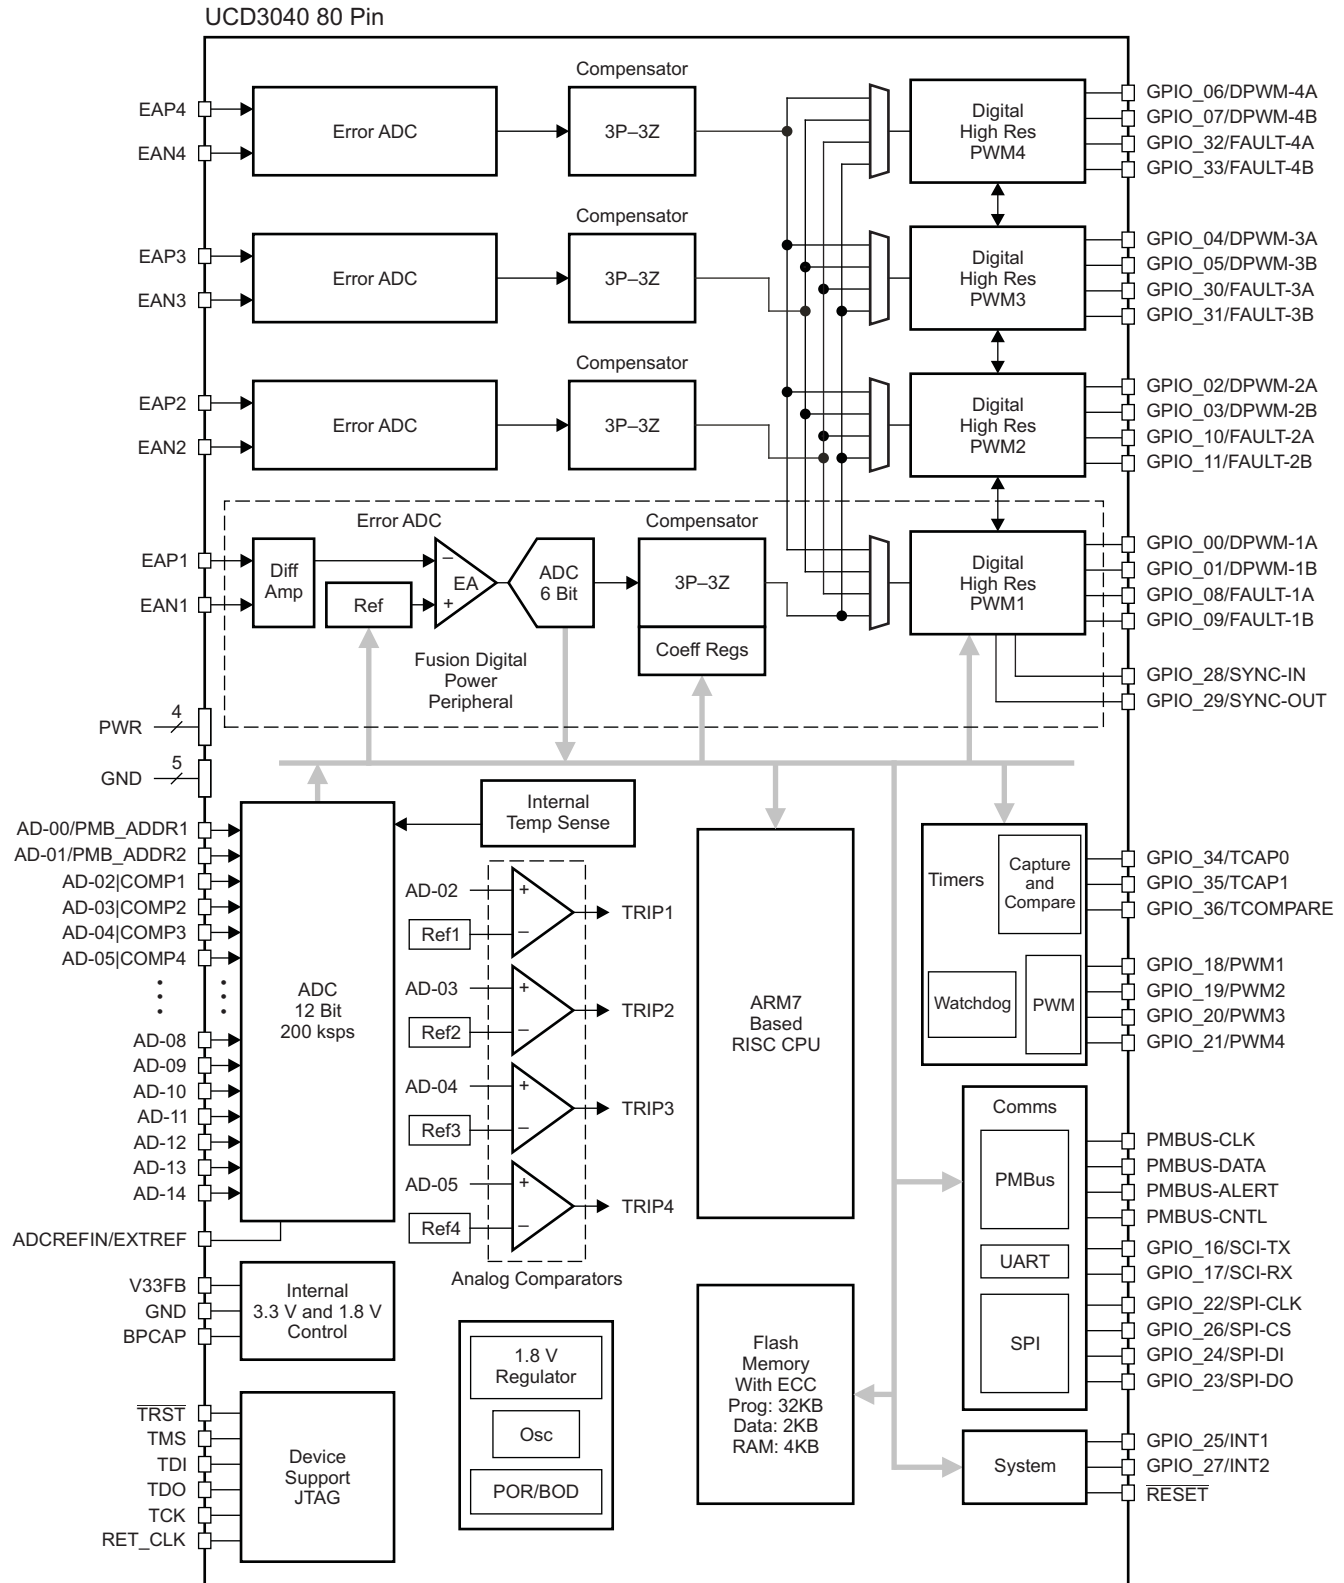 UCD3040 80 Pin
EAP4
EAN4
Error ADC
Compensator
3P–3Z
Digital
High Res
PWM4
GPIO_06/DPWM-4A
GPIO_07/DPWM-4B
GPIO_32/FAULT-4A
GPIO_33/FAULT-4B
EAP3
EAN3
Error ADC
Compensator
3P–3Z
Digital
High Res
PWM3
GPIO_04/DPWM-3A
GPIO_05/DPWM-3B
GPIO_30/FAULT-3A
GPIO_31/FAULT-3B
EAP2
EAN2
Error ADC
Compensator
3P–3Z
Digital
High Res
PWM2
GPIO_02/DPWM-2A
GPIO_03/DPWM-2B
GPIO_10/FAULT-2A
GPIO_11/FAULT-2B
EAP1
EAN1
Error ADC
Diff
Amp
Ref
–
EA
+
ADC
6 Bit
Compensator
3P–3Z
Coeff Regs
Fusion Digital
Power
Peripheral
Digital
High Res
PWM1
GPIO_00/DPWM-1A
GPIO_01/DPWM-1B
GPIO_08/FAULT-1A
GPIO_09/FAULT-1B
GPIO_28/SYNC-IN
GPIO_29/SYNC-OUT
PWR
4
GND
5
AD-00/PMB_ADDR1
AD-01/PMB_ADDR2
AD-02|COMP1
AD-03|COMP2
AD-04|COMP3
AD-05|COMP4
AD-08
AD-09
AD-10
AD-11
AD-12
AD-13
AD-14
ADCREFIN/EXTREF
ADC
12 Bit
200 ksps
Internal
Temp Sense
AD-02
Ref1
+
–
TRIP1
AD-03
Ref2
+
–
TRIP2
AD-04
Ref3
+
–
TRIP3
AD-05
Ref4
+
–
TRIP4
Analog Comparators
ARM7
Based
RISC CPU
Timers
Capture
and
Compare
Watchdog
PWM
GPIO_34/TCAP0
GPIO_35/TCAP1
GPIO_36/TCOMPARE
GPIO_18/PWM1
GPIO_19/PWM2
GPIO_20/PWM3
GPIO_21/PWM4
Comms
PMBus
UART
SPI
PMBUS-CLK
PMBUS-DATA
PMBUS-ALERT
PMBUS-CNTL
GPIO_16/SCI-TX
GPIO_17/SCI-RX
GPIO_22/SPI-CLK
GPIO_26/SPI-CS
GPIO_24/SPI-DI
GPIO_23/SPI-DO
V33FB
GND
BPCAP
Internal
3.3 V and 1.8 V
Control
1.8 V
Regulator
Osc
POR/BOD
Flash
Memory
With ECC
Prog: 32KB
Data: 2KB
RAM: 4KB
TRST
TMS
TDI
TDO
TCK
RET_CLK
Device
Support
JTAG
System
GPIO_25/INT1
GPIO_27/INT2
RESET